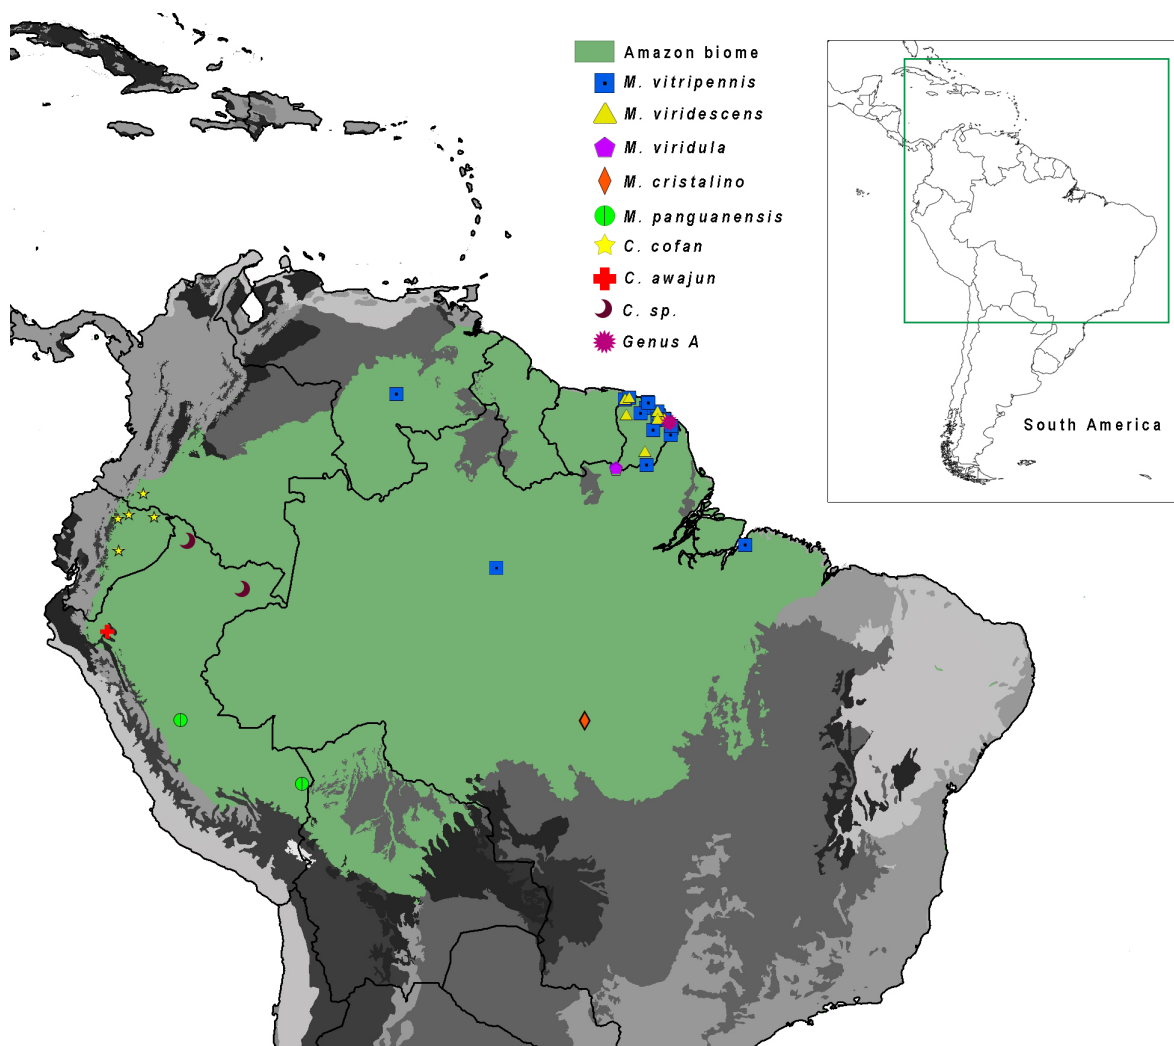 Amazon biome
M. vitripennis
M. viridescens
M. viridula
M. cristalino
M. panguanensis
C. cofan
C. awajun
C. sp.
Genus A
South America